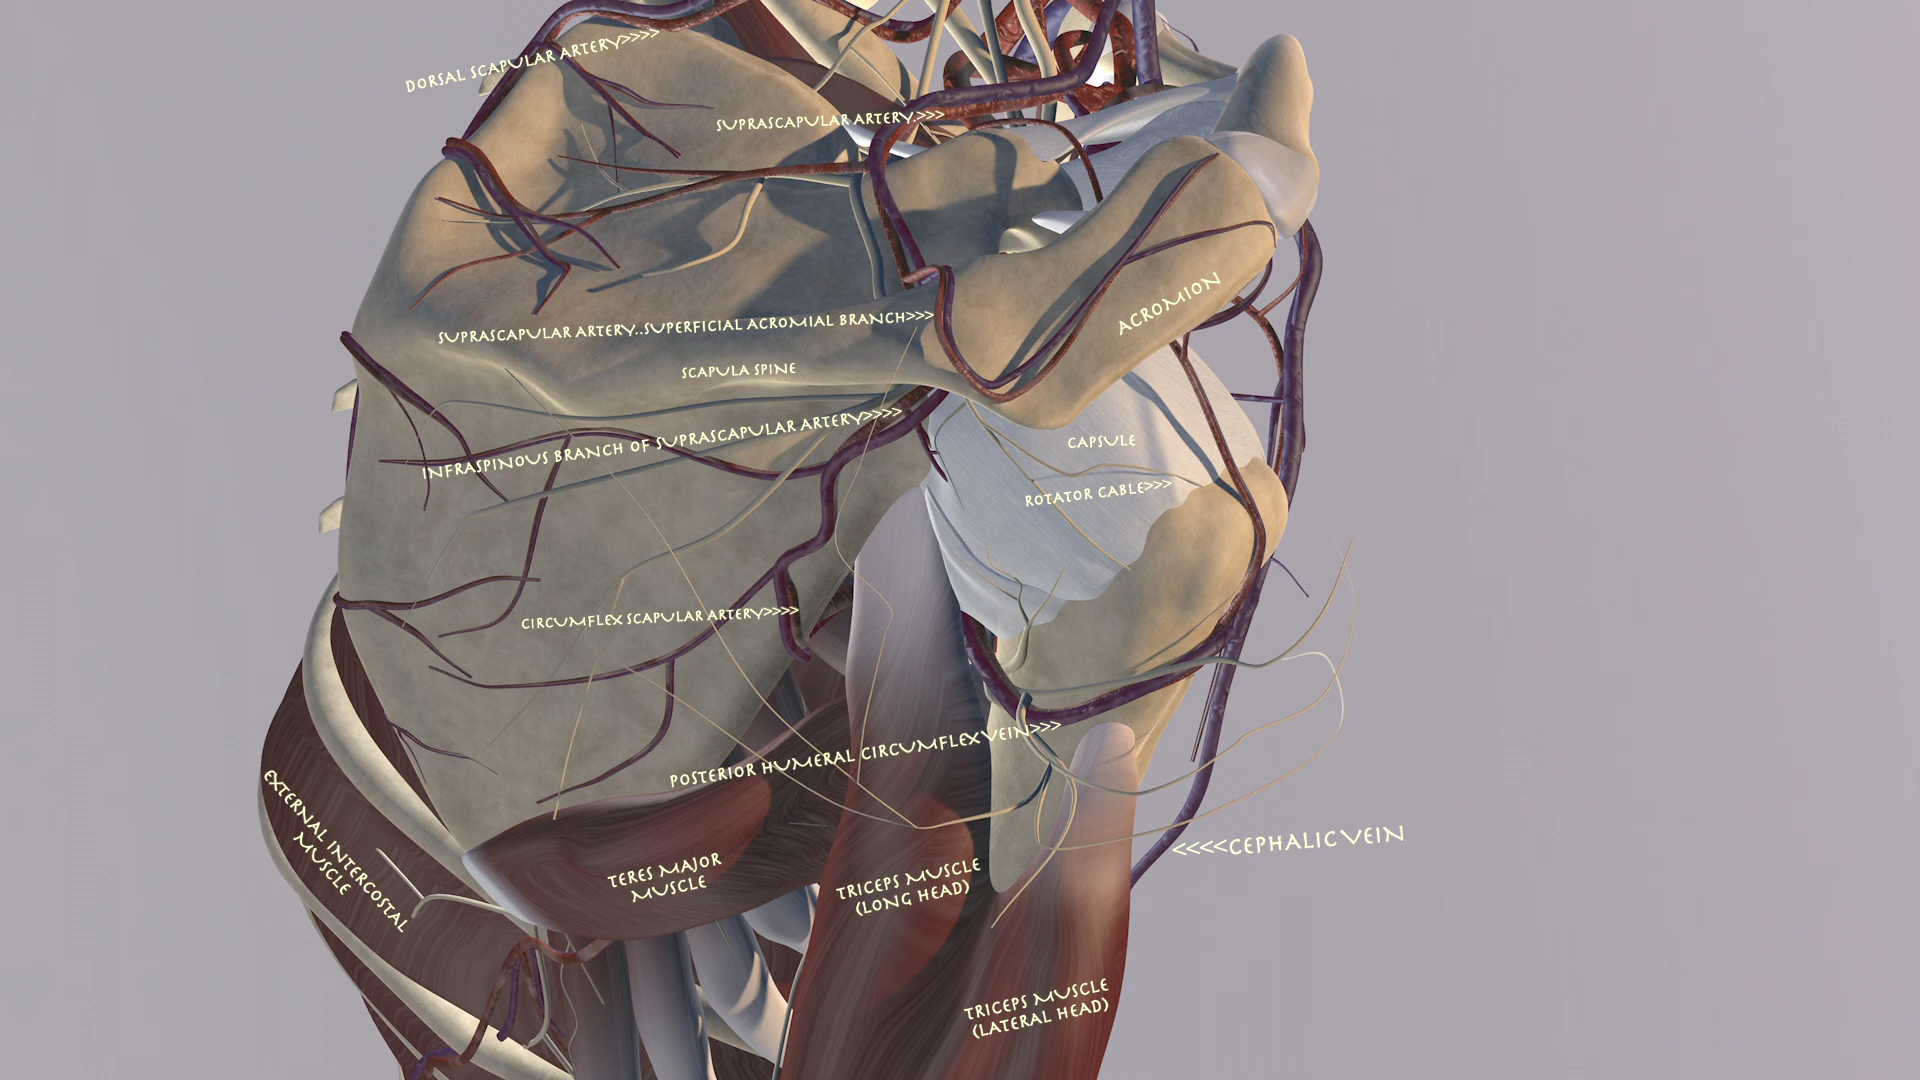 DORSAL SCAPULAR ARTERY>>>>
SUPRASCAPULAR ARTERY.>>>
ACROMION
SUPRASCAPULAR ARTERY..SUPERFICIAL ACROMIAL BRANCH>>>
SCAPULA SPINE
INFRASPINOUS BRANCH OF SUPRASCAPULAR ARTERY>>>>
CAPSULE
ROTATOR CABLE>>>
CIRCUMFLEX SCAPULAR ARTERY>>>>
POSTERIOR HUMERAL CIRCUMFLEX VEIN>>>
EXTERNAL INTERCOSTAL
MUSCLE
<<<<CEPHALIC VEIN
TERES MAJOR
MUSCLE
TRICEPS MUSCLE
(LONG HEAD)
TRICEPS MUSCLE
(LATERAL HEAD)